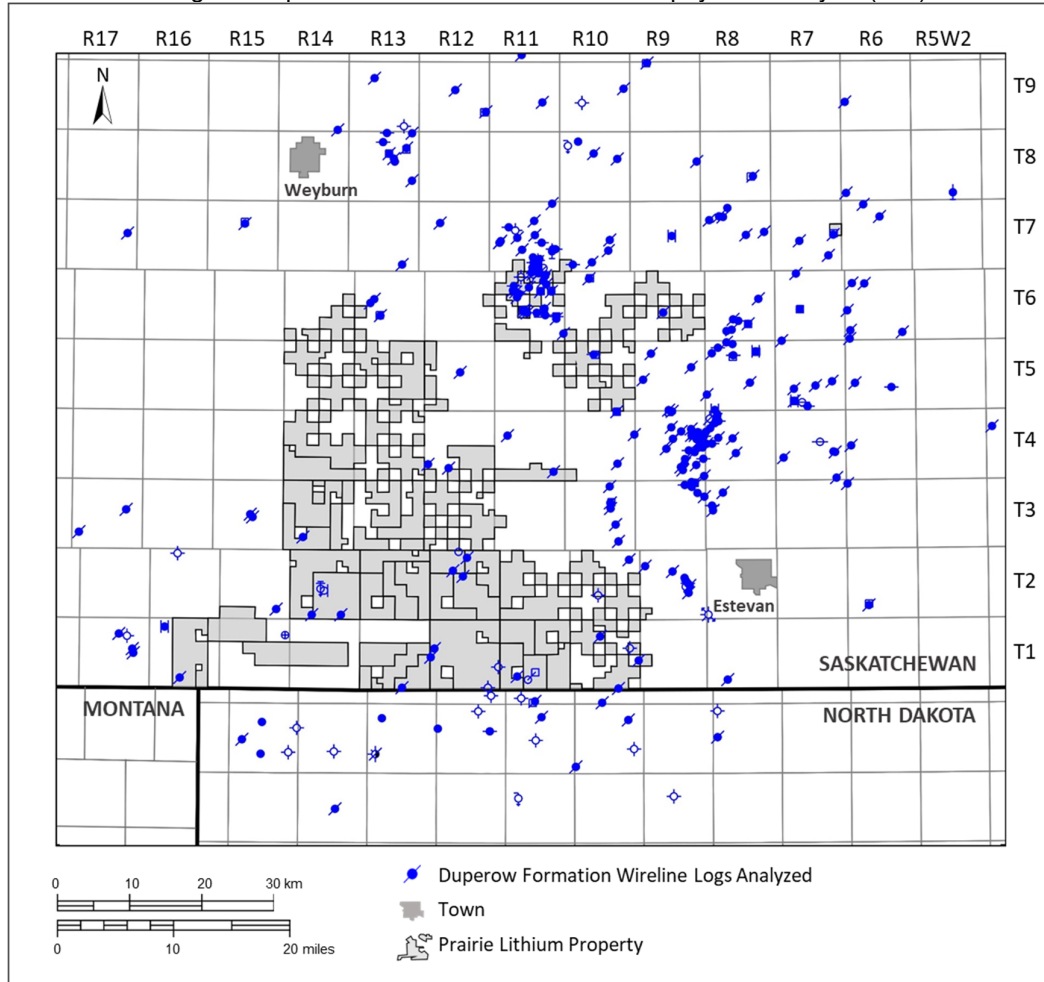 R17 R16 R15 R14 R13 R12 R11 R10 R9 R8 R7 R6 R5W2
N
T9
T8
Weyburn
T7
T6
T5
T4
T3
T2
Estevan
T1
SASKATCHEWAN
MONTANA
NORTH DAKOTA
0 10 20 30 km
0 10 20 miles
Duperow Formation Wireline Logs Analyzed
Town
Prairie Lithium Property